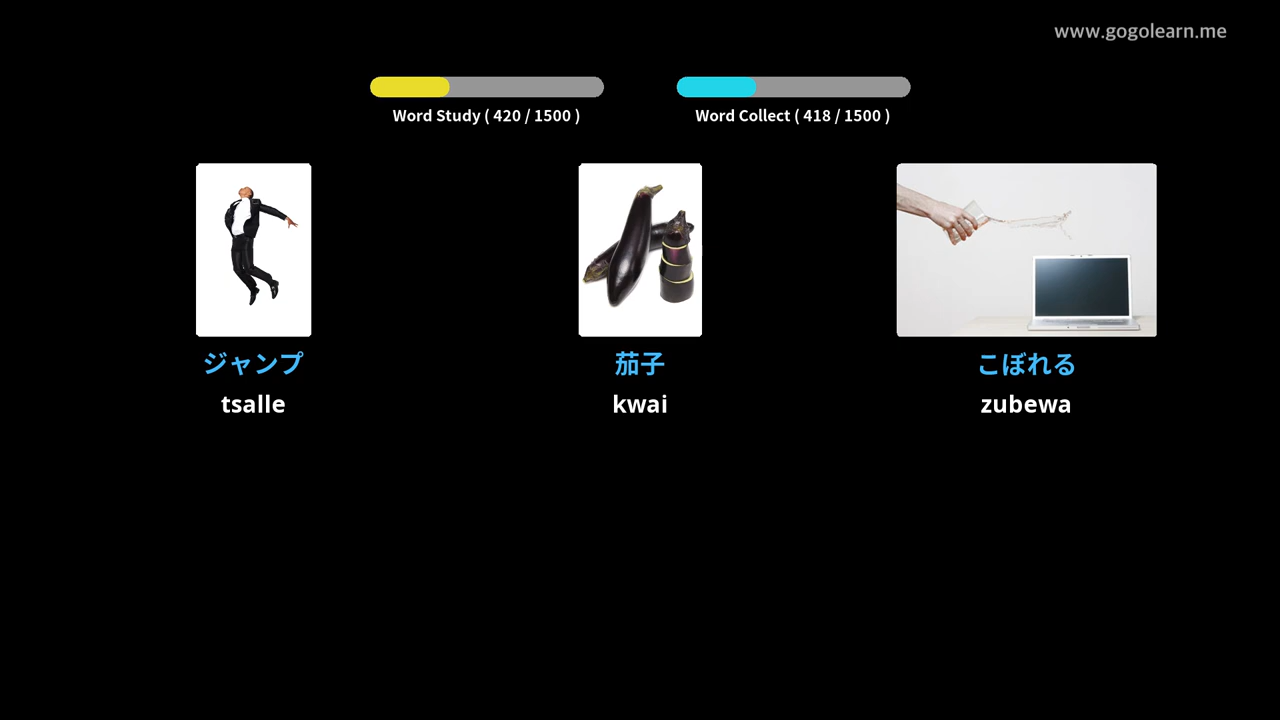 www.gogolearn.me
Word Study ( 420 / 1500 )
Word Collect ( 418 / 1500 )
ジャンプ
tsalle
茄子
kwai
こぼれる
zubewa